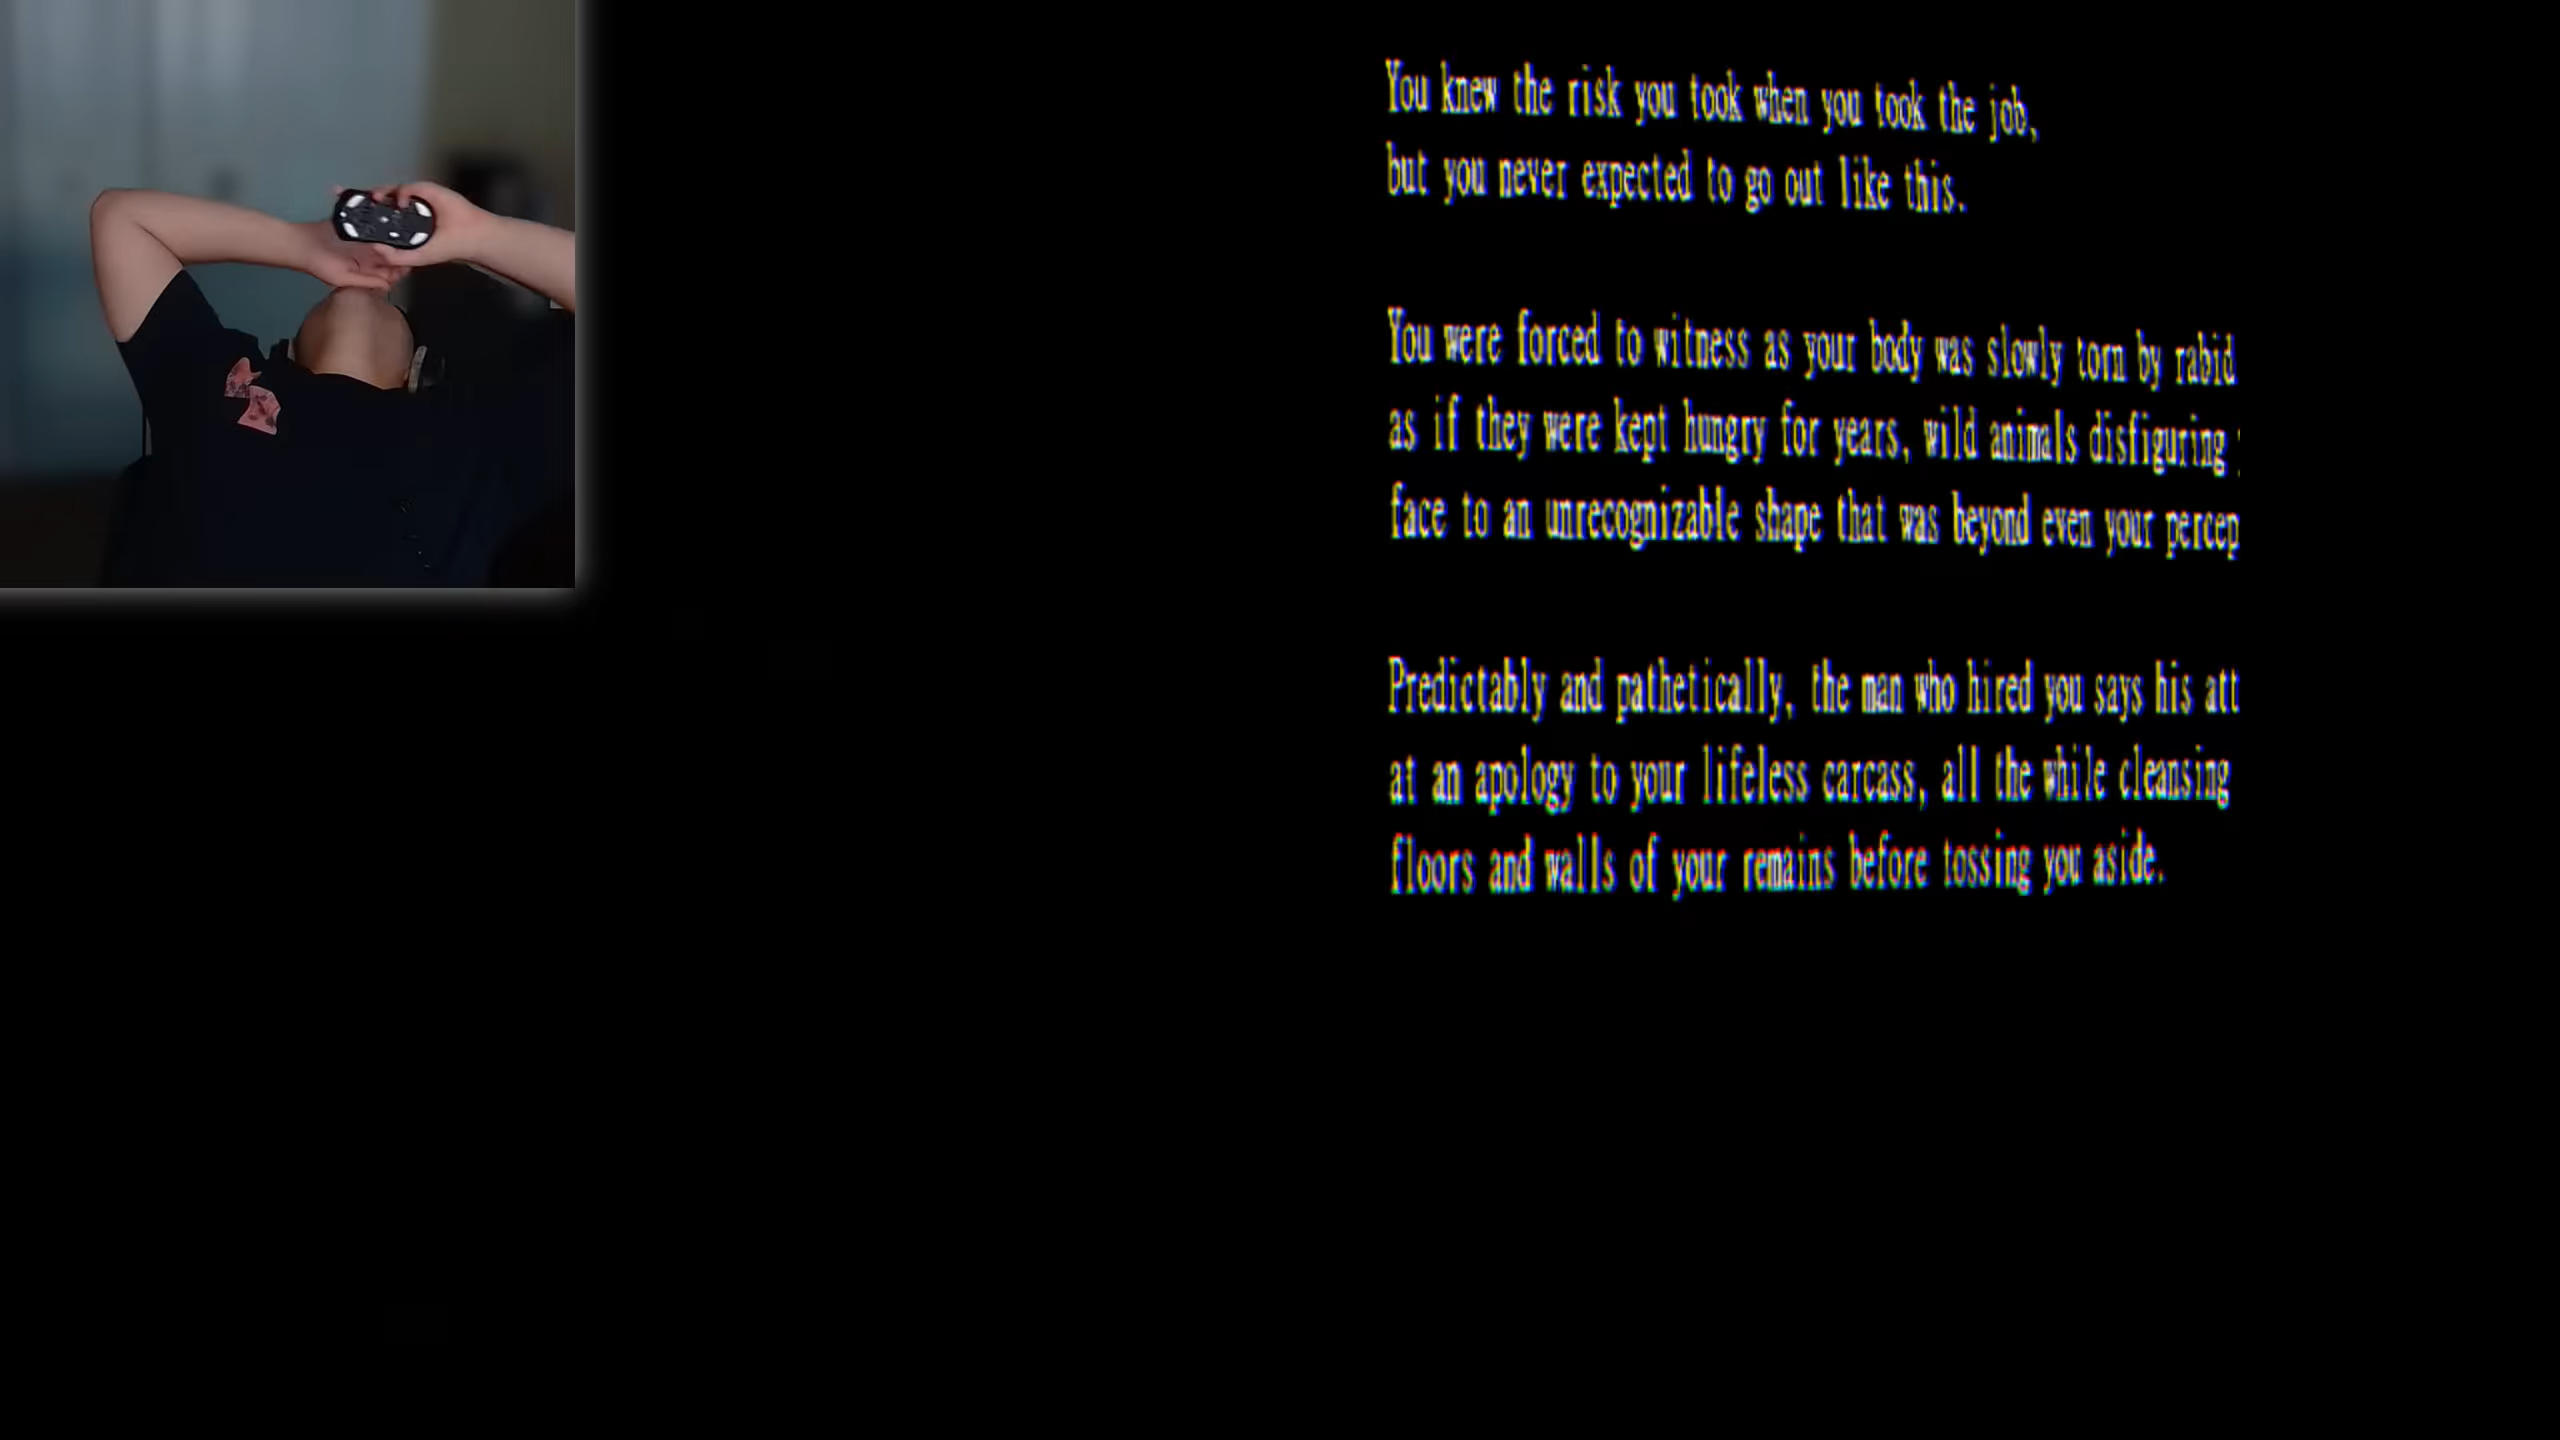 You knew the risk you took when you took the job,
but you never expected to go out like this.
You were forced to witness as your body was slowly torn by rabid
as if they were kept hungry for years, wild animals disfiguring
face to an unrecognizable shape that was beyond even your percep
Predictably and pathetically, the man who hired you says his att
at an apology to your lifeless carcass, all the while cleansing
floors and walls of your remains before tossing you aside.